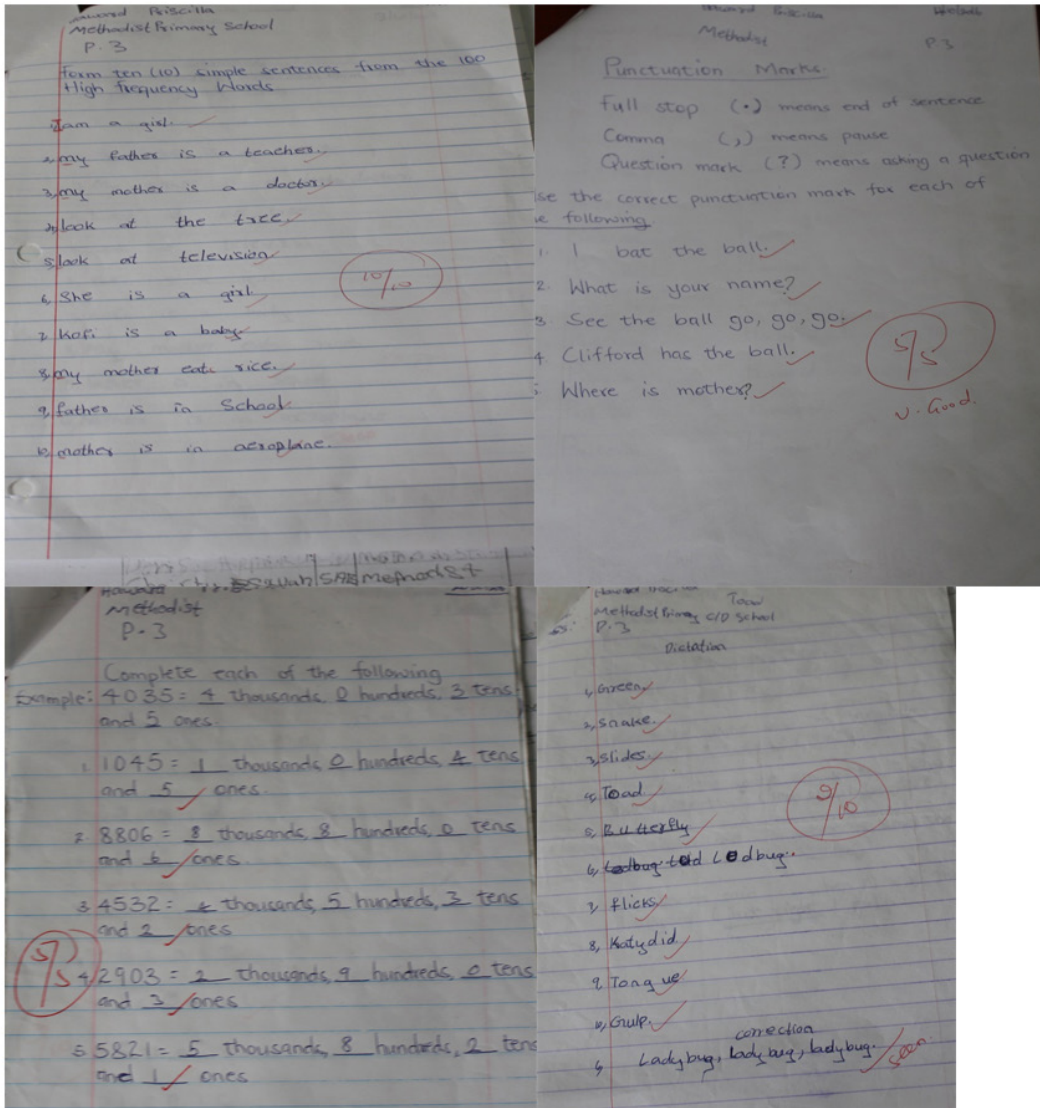 Howard Priscilla
Methodist Primary School
P. 3
Form ten (10) simple sentences from the 100
High frequency Words
1. I am a girl.
2, my father is a teacher.
3, my mother is a doctor.
4, look at the tree.
5, look at television
6, She is a girl.
7, Kofi is a baby.
8, my mother eats rice.
9, father is in School
10, mother is in aeroplane.
10/10
Howard Priscilla
Methodist P 3
Punctuation Marks.
Full stop (.) means end of sentence
Comma (,) means pause
Question mark (?) means asking a question
se the correct punctuation mark for each of
e following.
1. I bat the ball.
2. What is your name?
3. See the ball go, go, go.
4. Clifford has the ball.
5. Where is mother?
5/5
V. Good.
Methodist
Methodist
P. 3
Complete each of the following
Example: 4035 = 4 thousands, 0 hundreds, 3 tens
and 5 ones.
1. 1045 = 1 thousands 0 hundreds, 4 tens
and 5 ones.
2. 8806 = 8 thousands, 8 hundreds, 0 tens
and 6 ones.
3. 4532 = 4 thousands, 5 hundreds, 3 tens
and 2 ones
4. 2903 = 2 thousands, 9 hundreds, 0 tens
and 3 ones
5. 5821 = 5 thousands, 8 hundreds, 2 tens
and 1 ones
5/5
Methodist Primary C/D School
P. 3
Dictation
1, Green,
2, Snake.
3, Slides.
4, Toad.
5, Butterfly
6, Ledbug.
7, flicks
8, Katydid.
9, Tongue
10, Gulp.
9/10
correction
6, Ladybug, ladybug, ladybug.
seen